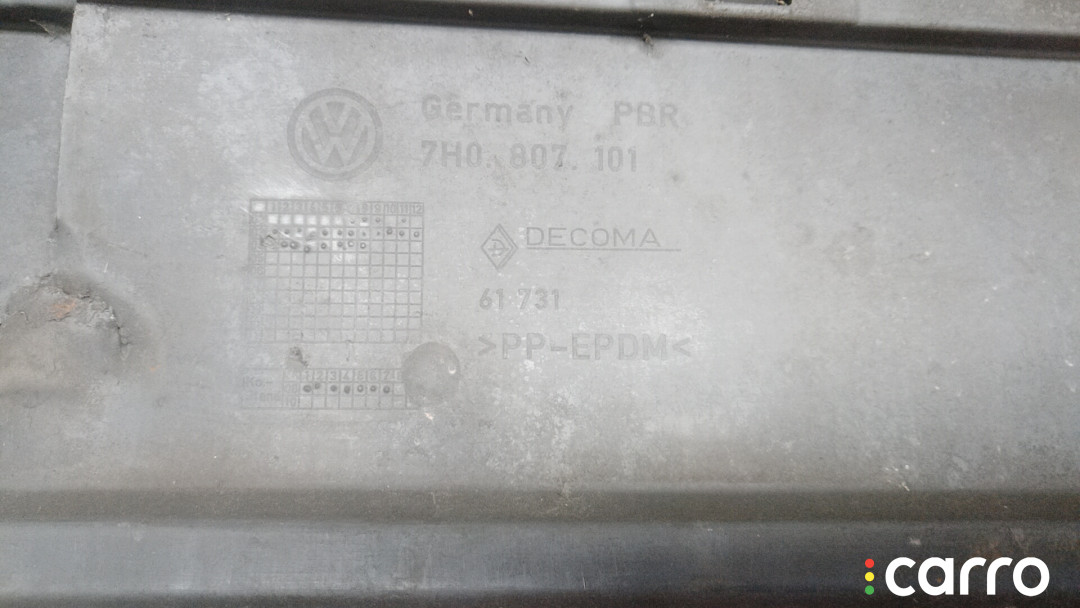 Germany PBR
7H0. 807. 101
DECOMA
61 731
>PP-EPDM<
carro